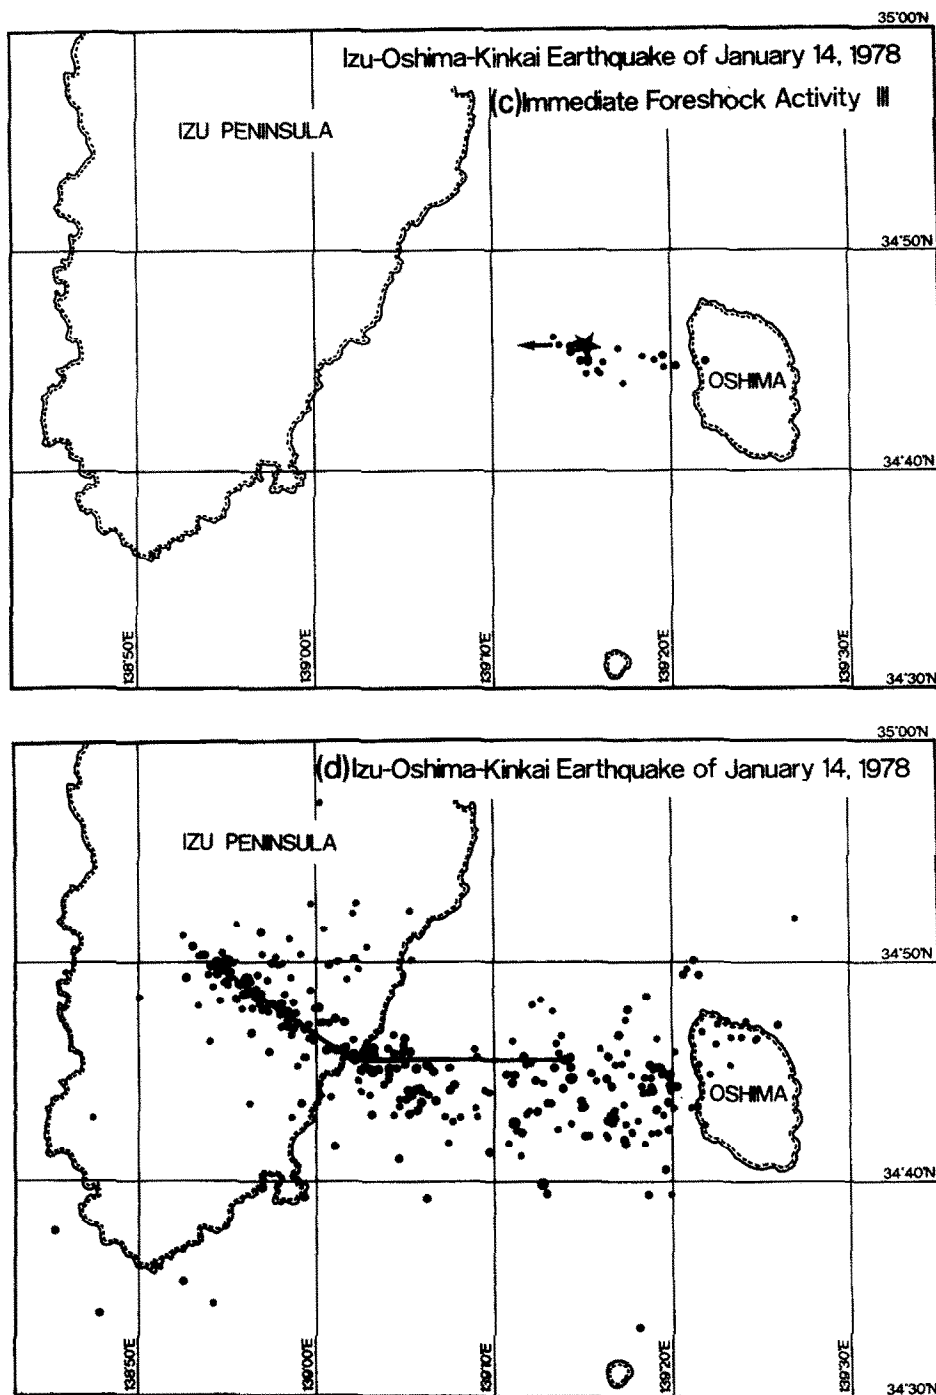 35°00'N
Izu-Oshima-Kinkai Earthquake of January 14, 1978
(c)Immediate Foreshock Activity III
IZU PENINSULA
34°50'N
OSHIMA
34°40'N
138°50'E
139°00'E
139°10'E
139°20'E
139°30'E
34°30'N
35°00'N
(d)Izu-Oshima-Kinkai Earthquake of January 14, 1978
IZU PENINSULA
34°50'N
OSHIMA
34°40'N
138°50'E
139°00'E
139°10'E
139°20'E
139°30'E
34°30'N